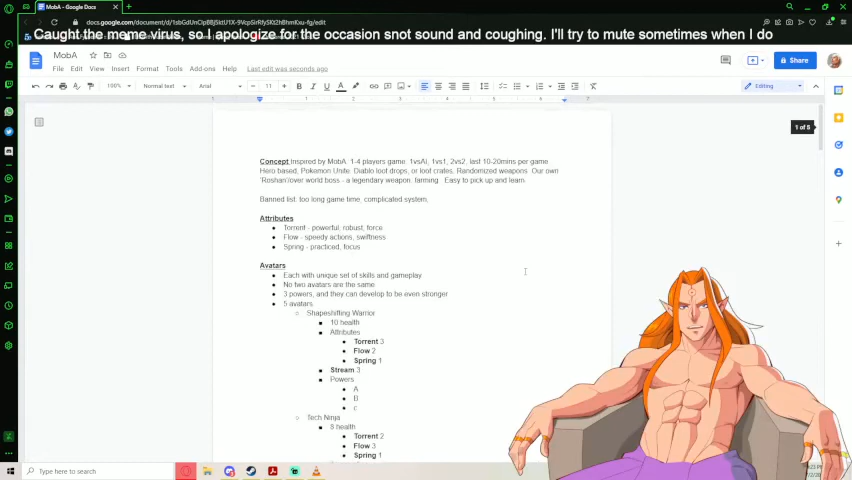 MobA - Google Docs
Caught the meme virus, so I apologize for the occasion snot sound and coughing. I'll try to mute sometimes when I do
MobA
File Edit View Insert Format Tools Extensions Help Last edit was seconds ago
Share
100% Normal text Arial 11 Editing
1 of 5
Concept Inspired by MobA. 1-4 players game. 1vsAi, 1vs1, 2vs2, last 10-20mins per game
Hero based, Pokemon Unite. Diablo loot drops, or loot crates. Randomized weapons. Our own
'Roshan'/over world boss - a legendary weapon. farming. Easy to pick up and learn.
Banned list: too long game time, complicated system,
Attributes
Torrent - powerful, robust, force
Flow - speedy actions, swiftness
Spring - practiced, focus
Avatars
Each with unique set of skills and gameplay
No two avatars are the same
3 powers, and they can develop to be even stronger
5 avatars
Shapeshifting Warrior
10 health
Attributes
Torrent 3
Flow 2
Spring 1
Stream 3
Powers
A
B
c
Tech Ninja
8 health
Torrent 2
Flow 3
Spring 1
Type here to search